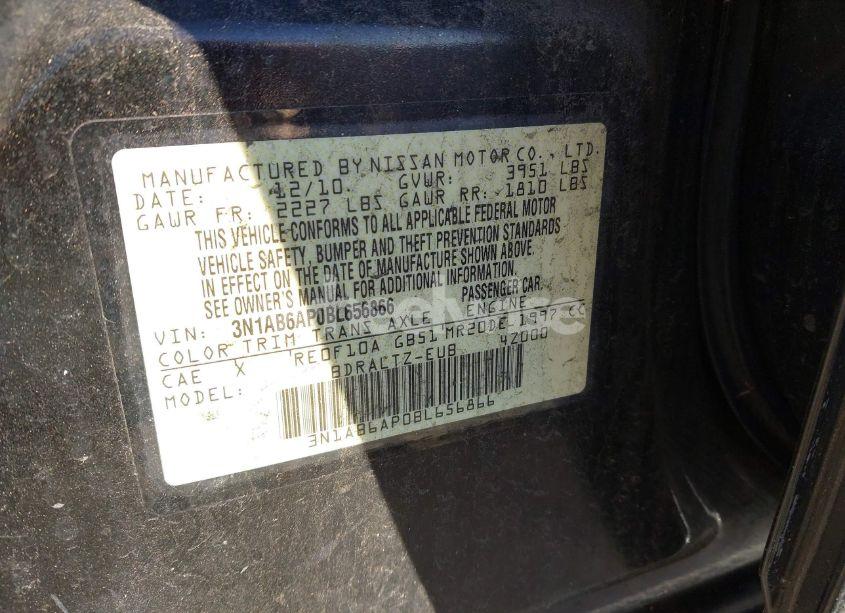 MANUFACTURED BY NISSAN MOTOR CO., LTD.
DATE: 12/10 GVWR: 3951 LBS
GAWR FR: 2227 LBS GAWR RR: 1810 LBS
THIS VEHICLE CONFORMS TO ALL APPLICABLE FEDERAL MOTOR
VEHICLE SAFETY, BUMPER AND THEFT PREVENTION STANDARDS
IN EFFECT ON THE DATE OF MANUFACTURE SHOWN ABOVE.
SEE OWNER'S MANUAL FOR ADDITIONAL INFORMATION.
VIN: 3N1AB6AP0BL656866 PASSENGER CAR.
COLOR TRIM TRANS AXLE ENGINE
CAE X RE0F10A GB51 MR20DE 1997 CC
MODEL: BDRALTZ-EUB 4Z000
3N1AB6AP0BL656866